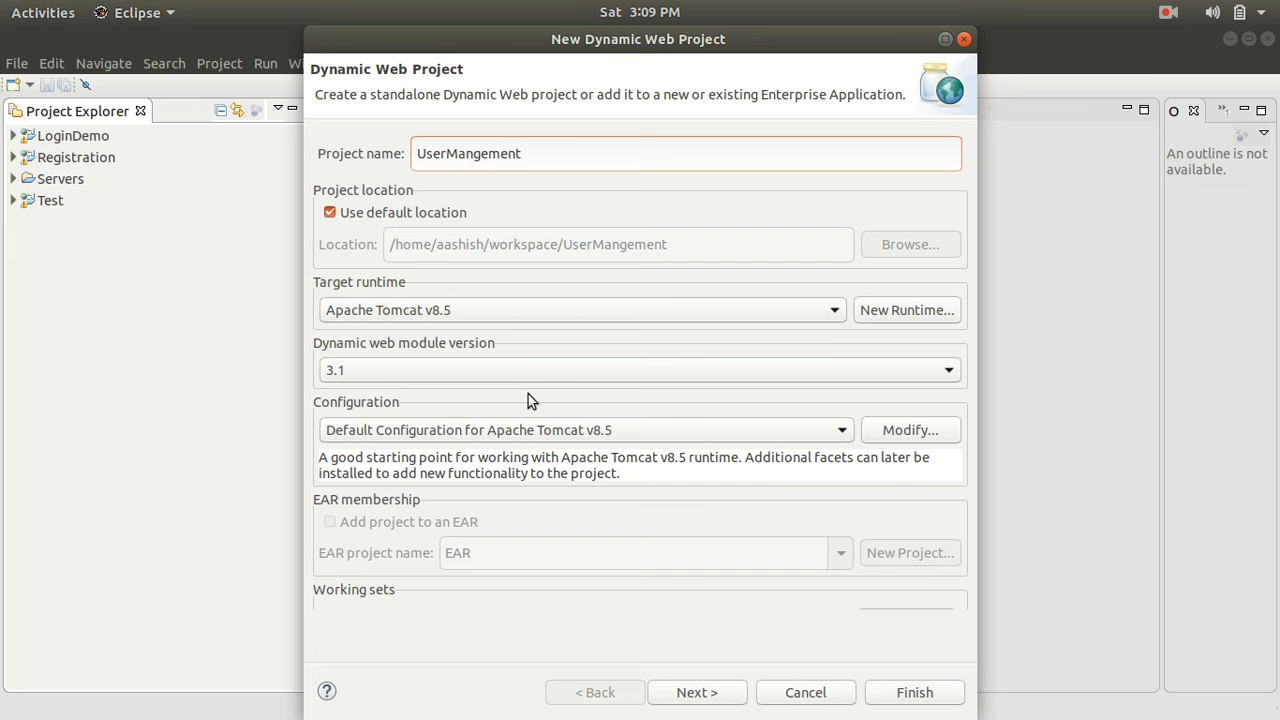 Activities Eclipse Sat 3:09 PM
New Dynamic Web Project
File Edit Navigate Search Project Run Wi
Dynamic Web Project
Create a standalone Dynamic Web project or add it to a new or existing Enterprise Application.
Project Explorer
LoginDemo
Registration
Servers
Test
Project name: UserMangement
Project location
Use default location
Location: /home/aashish/workspace/UserMangement Browse...
Target runtime
Apache Tomcat v8.5 New Runtime...
Dynamic web module version
3.1
Configuration
Default Configuration for Apache Tomcat v8.5 Modify...
A good starting point for working with Apache Tomcat v8.5 runtime. Additional facets can later be
installed to add new functionality to the project.
EAR membership
Add project to an EAR
EAR project name: EAR New Project...
Working sets
< Back Next > Cancel Finish
An outline is not
available.